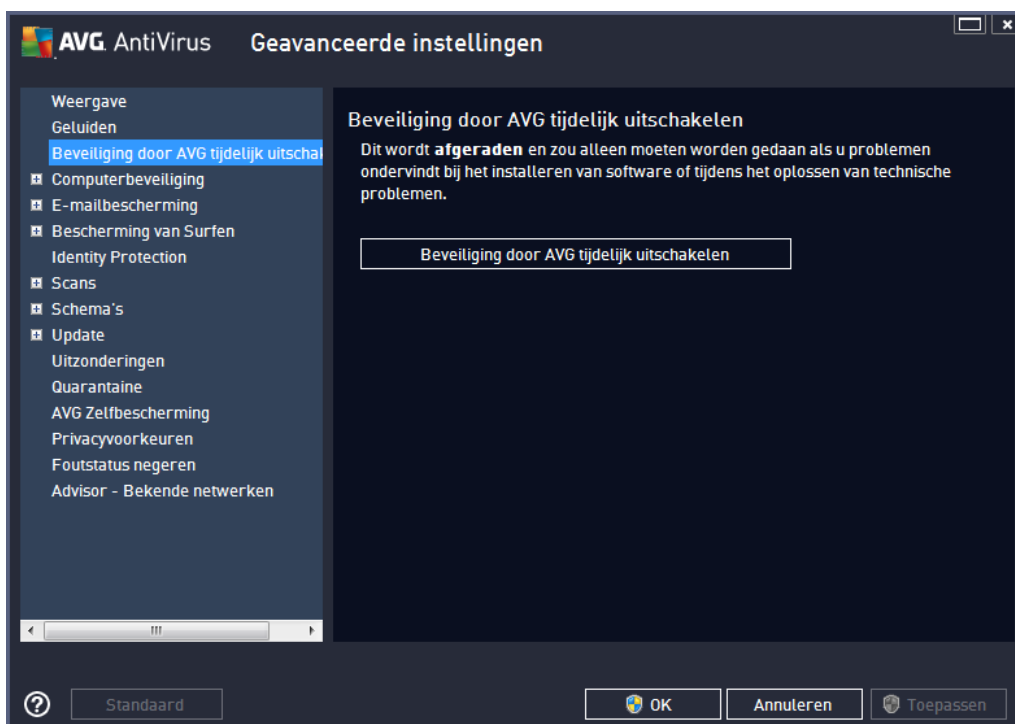 AVG. AntiVirus Geavanceerde instellingen
Weergave
Geluiden
Beveiliging door AVG tijdelijk uitschal
Computerbeveiliging
E-mailbescherming
Bescherming van Surfen
Identity Protection
Scans
Schema's
Update
Uitzonderingen
Quarantaine
AVG Zelfbescherming
Privacyvoorkeuren
Foutstatus negeren
Advisor - Bekende netwerken
Beveiliging door AVG tijdelijk uitschakelen
Dit wordt afgeraden en zou alleen moeten worden gedaan als u problemen
ondervindt bij het installeren van software of tijdens het oplossen van technische
problemen.
Beveiliging door AVG tijdelijk uitschakelen
Standaard
OK
Annuleren
Toepassen